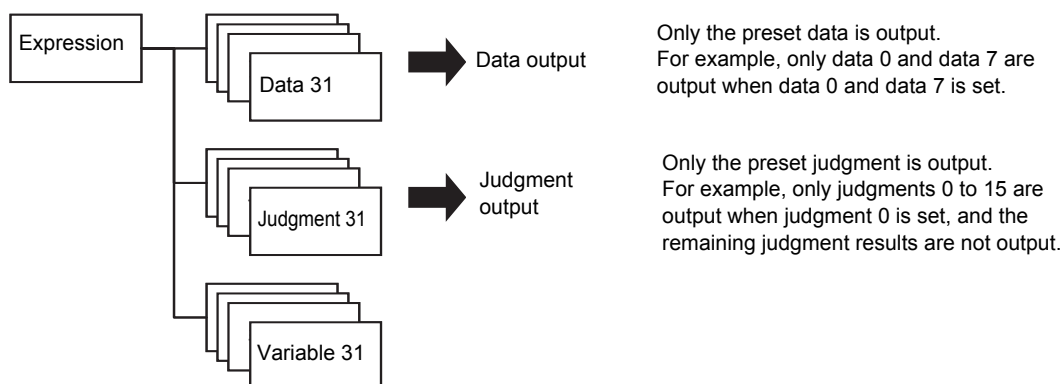 Expression
Data 31
Data output
Only the preset data is output.
For example, only data 0 and data 7 are
output when data 0 and data 7 is set.
Judgment 31
Judgment
output
Only the preset judgment is output.
For example, only judgments 0 to 15 are
output when judgment 0 is set, and the
remaining judgment results are not output.
Variable 31